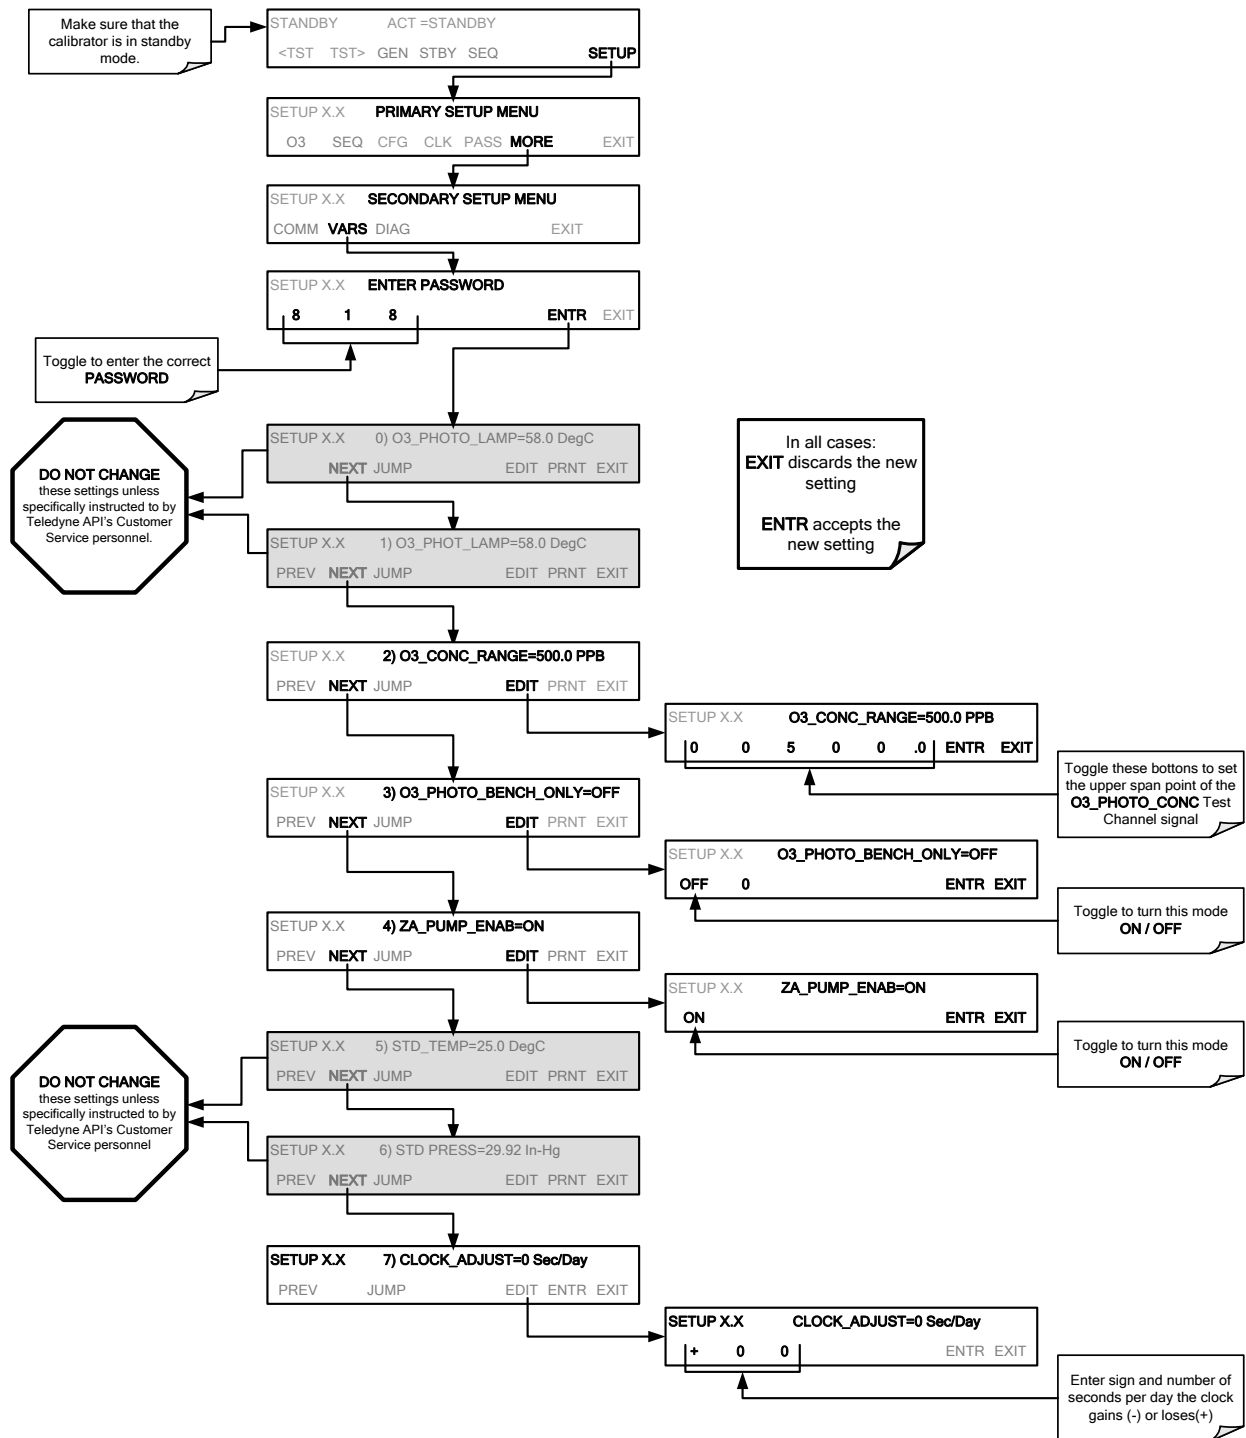 Make sure that the
calibrator is in standby
mode.
STANDBY ACT =STANDBY
<TST TST> GEN STBY SEQ SETUP
SETUP X.X PRIMARY SETUP MENU
O3 SEQ CFG CLK PASS MORE EXIT
SETUP X.X SECONDARY SETUP MENU
COMM VARS DIAG EXIT
SETUP X.X ENTER PASSWORD
8 1 8 ENTR EXIT
Toggle to enter the correct
PASSWORD
SETUP X.X 0) O3_PHOTO_LAMP=58.0 DegC
NEXT JUMP EDIT PRNT EXIT
DO NOT CHANGE
these settings unless
specifically instructed to by
Teledyne API's Customer
Service personnel.
In all cases:
EXIT discards the new
setting
ENTR accepts the
new setting
SETUP X.X 1) O3_PHOT_LAMP=58.0 DegC
PREV NEXT JUMP EDIT PRNT EXIT
SETUP X.X 2) O3_CONC_RANGE=500.0 PPB
PREV NEXT JUMP EDIT PRNT EXIT
SETUP X.X O3_CONC_RANGE=500.0 PPB
0 0 5 0 0 .0 ENTR EXIT
Toggle these bottons to set
the upper span point of the
O3_PHOTO_CONC Test
Channel signal
SETUP X.X 3) O3_PHOTO_BENCH_ONLY=OFF
PREV NEXT JUMP EDIT PRNT EXIT
SETUP X.X O3_PHOTO_BENCH_ONLY=OFF
OFF 0 ENTR EXIT
Toggle to turn this mode
ON / OFF
SETUP X.X 4) ZA_PUMP_ENAB=ON
PREV NEXT JUMP EDIT PRNT EXIT
SETUP X.X ZA_PUMP_ENAB=ON
ON ENTR EXIT
Toggle to turn this mode
ON / OFF
SETUP X.X 5) STD_TEMP=25.0 DegC
PREV NEXT JUMP EDIT PRNT EXIT
DO NOT CHANGE
these settings unless
specifically instructed to by
Teledyne API's Customer
Service personnel
SETUP X.X 6) STD PRESS=29.92 In-Hg
PREV NEXT JUMP EDIT PRNT EXIT
SETUP X.X 7) CLOCK_ADJUST=0 Sec/Day
PREV JUMP EDIT ENTR EXIT
SETUP X.X CLOCK_ADJUST=0 Sec/Day
+ 0 0 ENTR EXIT
Enter sign and number of
seconds per day the clock
gains (-) or loses(+)